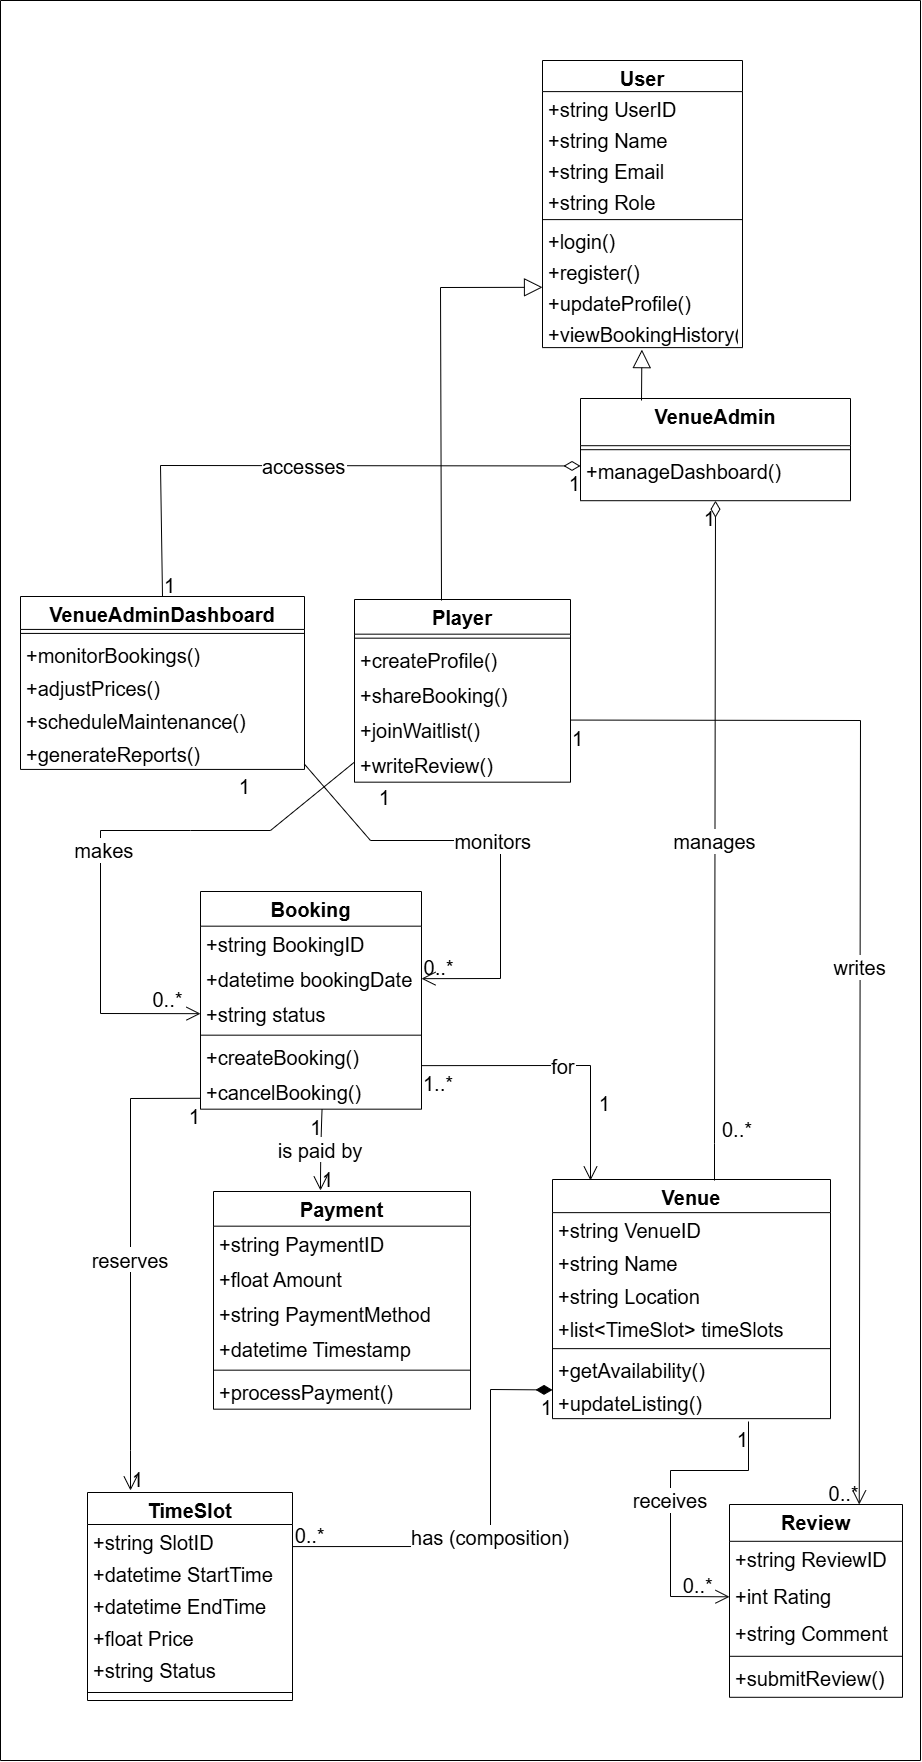 User
+string UserID
+string Name
+string Email
+string Role
+login()
+register()
+updateProfile()
+viewBookingHistory(
VenueAdmin
+manageDashboard()
accesses
1
1
1
VenueAdminDashboard
+monitorBookings()
+adjustPrices()
+scheduleMaintenance()
+generateReports()
1
Player
+createProfile()
+shareBooking()
+joinWaitlist()
+writeReview()
1
1
makes
monitors
manages
writes
Booking
+string BookingID
+datetime bookingDate
+string status
+createBooking()
+cancelBooking()
0..*
0..*
1..*
for
1
1
1
is paid by
1
0..*
Payment
+string PaymentID
+float Amount
+string PaymentMethod
+datetime Timestamp
+processPayment()
Venue
+string VenueID
+string Name
+string Location
+list<TimeSlot> timeSlots
+getAvailability()
+updateListing()
reserves
1
1
1
receives
0..*
0..*
has (composition)
0..*
TimeSlot
+string SlotID
+datetime StartTime
+datetime EndTime
+float Price
+string Status
Review
+string ReviewID
+int Rating
+string Comment
+submitReview()